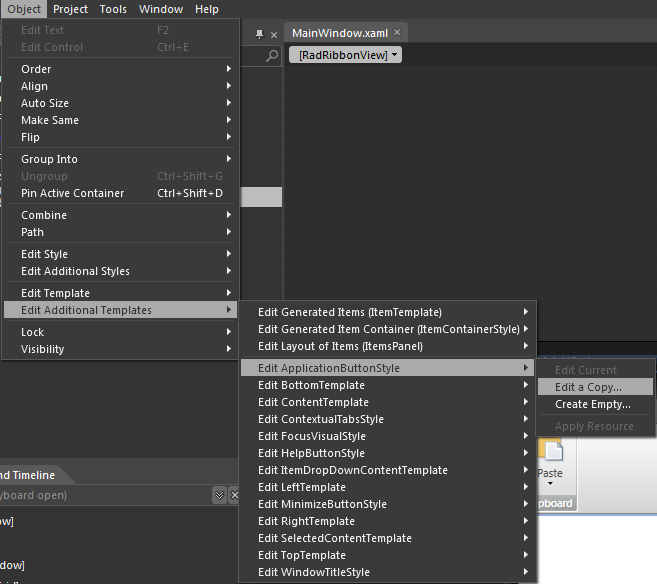 Object Project Tools Window Help
Edit Text F2
Edit Control Ctrl+E
Order
Align
Auto Size
Make Same
Flip
Group Into
Ungroup Ctrl+Shift+G
Pin Active Container Ctrl+Shift+D
Combine
Path
Edit Style
Edit Additional Styles
Edit Template
Edit Additional Templates
Lock
Visibility
MainWindow.xaml
[RadRibbonView]
Edit Generated Items (ItemTemplate)
Edit Generated Item Container (ItemContainerStyle)
Edit Layout of Items (ItemsPanel)
Edit ApplicationButtonStyle
Edit BottomTemplate
Edit ContentTemplate
Edit ContextualTabsStyle
Edit FocusVisualStyle
Edit HelpButtonStyle
Edit ItemDropDownContentTemplate
Edit LeftTemplate
Edit MinimizeButtonStyle
Edit RightTemplate
Edit SelectedContentTemplate
Edit TopTemplate
Edit WindowTitleStyle
Edit Current
Edit a Copy...
Create Empty...
Apply Resource
Paste
pboard
nd Timeline
yboard open)
ow]
ndow]